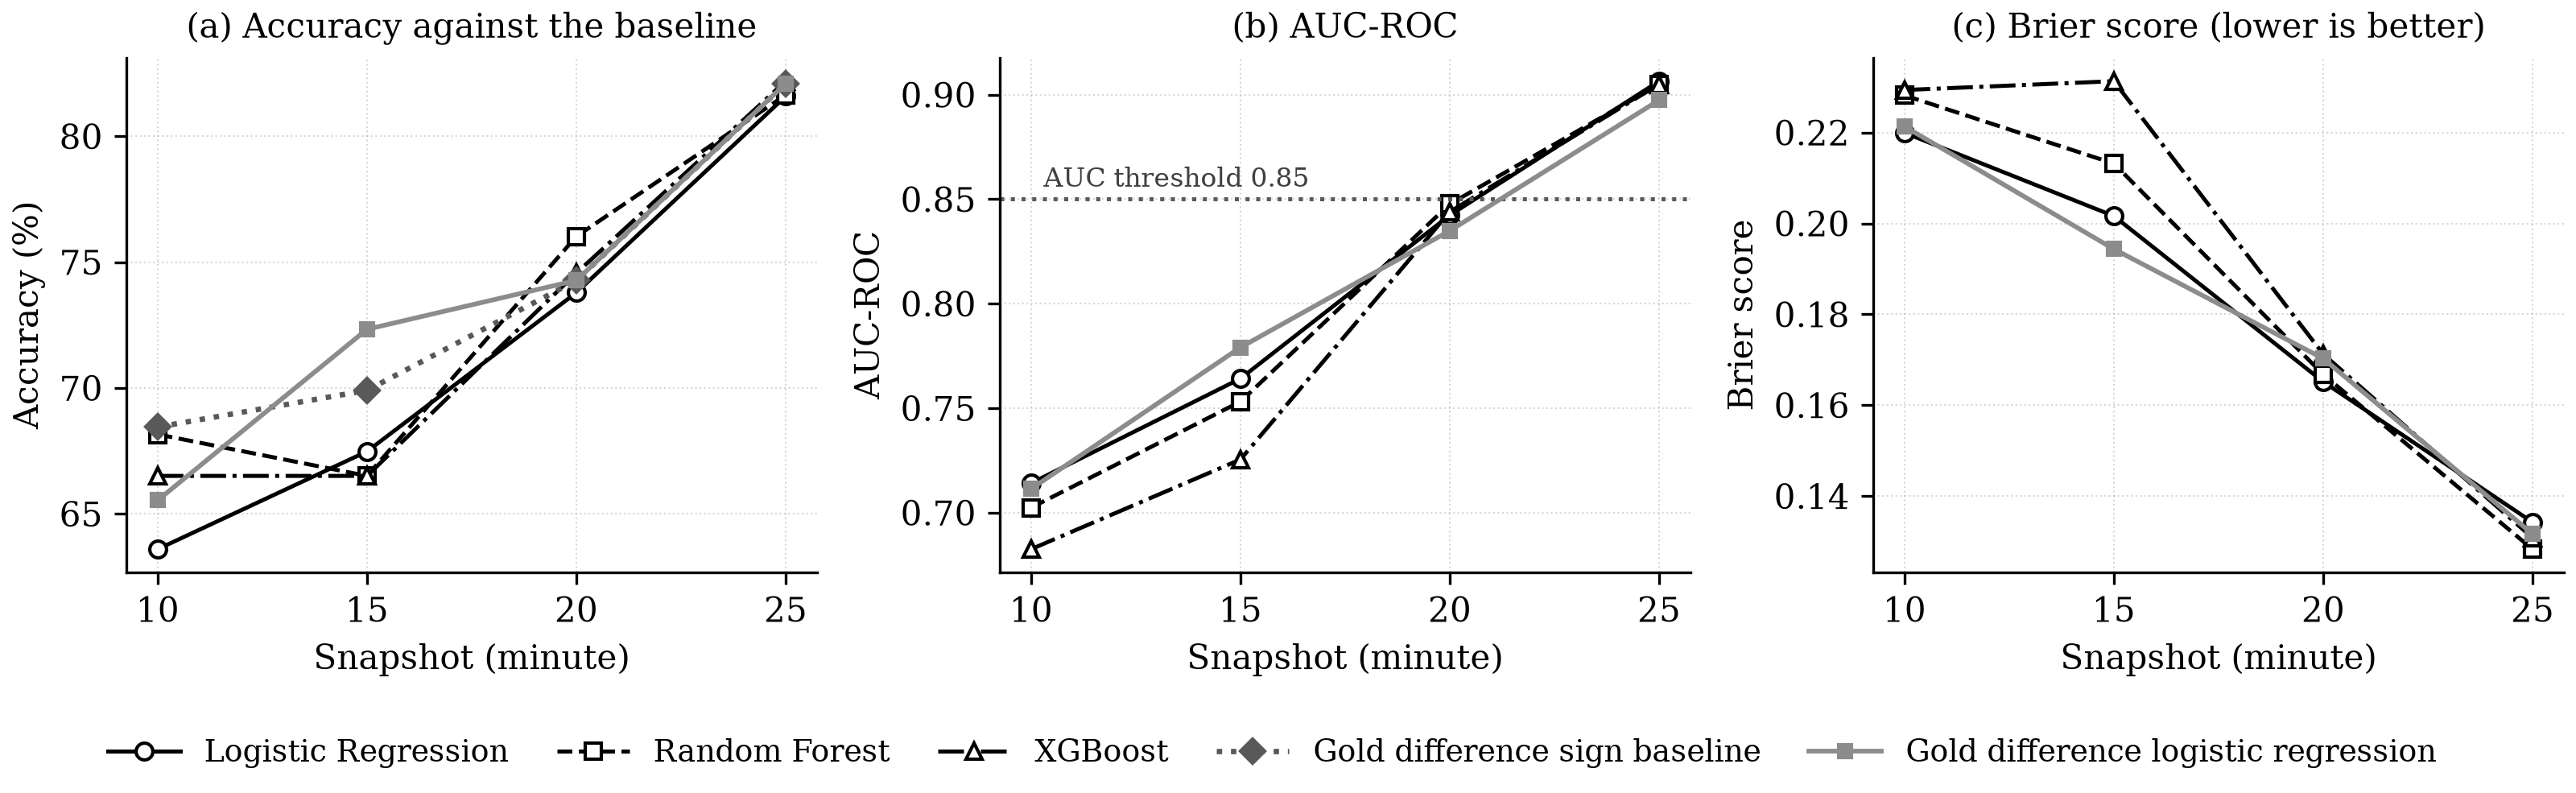 (a) Accuracy against the baseline
Accuracy (%)
80
75
70
65
10 15 20 25
Snapshot (minute)
(b) AUC-ROC
AUC-ROC
0.90
0.85
0.80
0.75
0.70
AUC threshold 0.85
10 15 20 25
Snapshot (minute)
(c) Brier score (lower is better)
Brier score
0.22
0.20
0.18
0.16
0.14
10 15 20 25
Snapshot (minute)
Logistic Regression Random Forest XGBoost Gold difference sign baseline Gold difference logistic regression